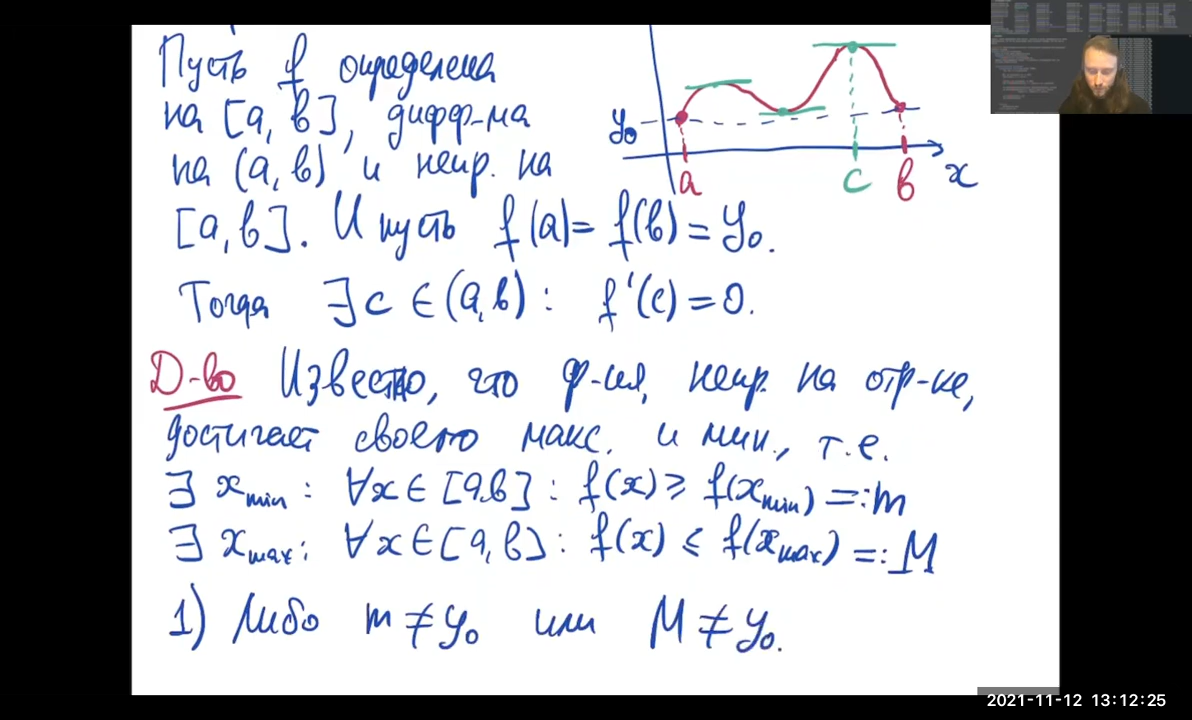 Пусть f определена
на [a, b], дифф-ма
на (a, b) и непр. на
[a, b]. И пусть f(a) = f(b) = y₀.
Тогда ∃ c ∈ (a, b) : f'(c) = 0.
y₀
a
c
b
x
Д-во Известно, что ф-ия, непр. на отр-ке,
достигает своего макс. и мин., т.е.
∃ x_min : ∀x ∈ [a,b] : f(x) ⩾ f(x_min) =: m
∃ x_max : ∀x ∈ [a, b] : f(x) ⩽ f(x_max) =: M
1) Либо m ≠ y₀ или M ≠ y₀.
2021-11-12 13:12:25